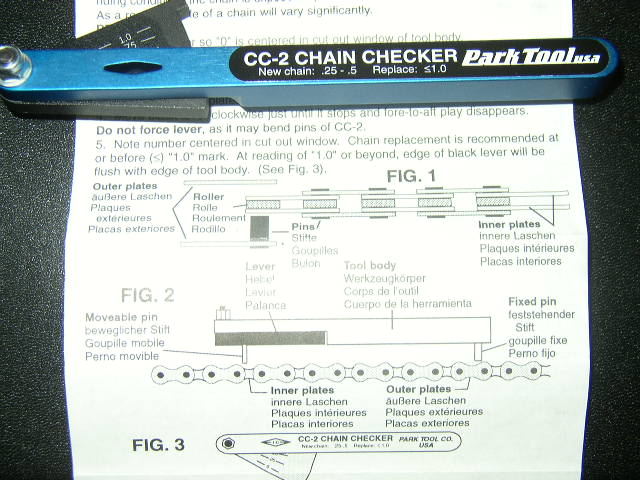 riding conditions, the chain is
As a re e of a chain will vary significantly.
so "0" is centered in cut out window of tool body.
1.0
.75
CC-2 CHAIN CHECKER Park Tool USA
New chain: .25 - .5 Replace: ≤1.0
clockwise just until it stops and fore-to-aft play disappears.
Do not force lever, as it may bend pins of CC-2.
5. Note number centered in cut out window. Chain replacement is recommended at
or before (≤) "1.0" mark. At reading of "1.0" or beyond, edge of black lever will be
flush with edge of tool body. (See Fig. 3).
FIG. 1
Outer plates
äußere Laschen
Plaques
extérieures
Placas exteriores
Roller
Rolle
Roulement
Rodillo
Pins
Stifte
Goupilles
Bulon
Inner plates
innere Laschen
Plaques intérieures
Placas interiores
FIG. 2
Lever
Hebel
Levier
Palanca
Tool body
Werkzeugkörper
Corps de l'outil
Cuerpo de la herramienta
Moveable pin
beweglicher Stift
Goupille mobile
Perno movible
Fixed pin
feststehender
Stift
goupille fixe
Perno fijo
Inner plates
innere Laschen
Plaques intérieures
Placas interiores
Outer plates
äußere Laschen
Plaques extérieures
Placas exteriores
FIG. 3
CC-2 CHAIN CHECKER PARK TOOL CO.
New chain: .25 .5 Replace: ≤1.0 USA